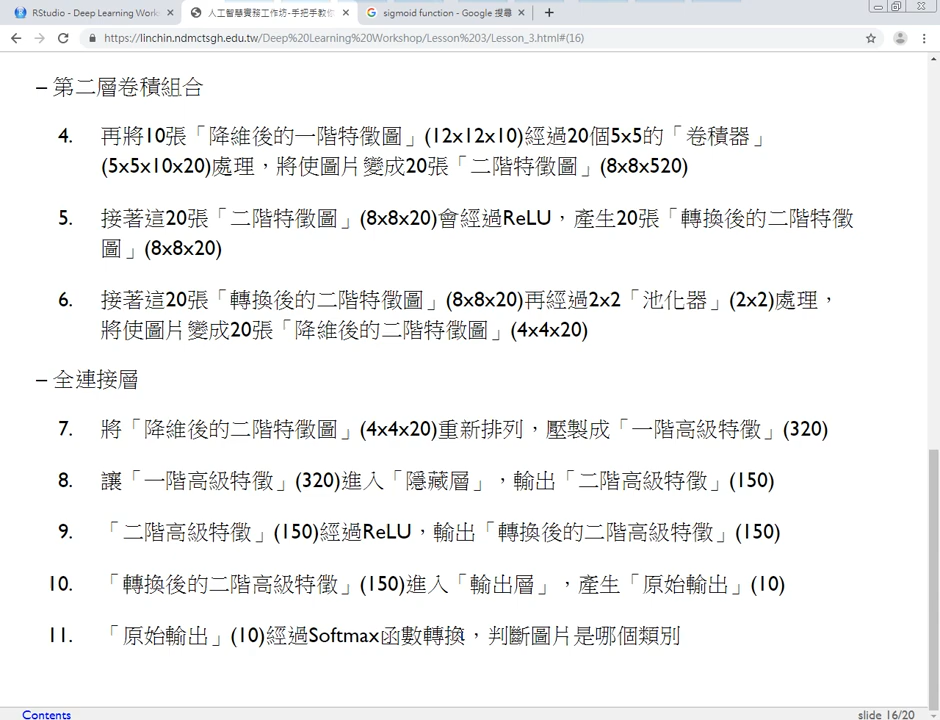 RStudio - Deep Learning Work
人工智慧實務工作坊-手把手教
sigmoid function - Google 搜尋
https://linchin.ndmctsgh.edu.tw/Deep%20Learning%20Workshop/Lesson%203/Lesson_3.html#(16)
– 第二層卷積組合
4. 再將10張「降維後的一階特徵圖」(12x12x10)經過20個5x5的「卷積器」
(5x5x10x20)處理，將使圖片變成20張「二階特徵圖」(8x8x520)
5. 接著這20張「二階特徵圖」(8x8x20)會經過ReLU，產生20張「轉換後的二階特徵
圖」(8x8x20)
6. 接著這20張「轉換後的二階特徵圖」(8x8x20)再經過2x2「池化器」(2x2)處理，
將使圖片變成20張「降維後的二階特徵圖」(4x4x20)
– 全連接層
7. 將「降維後的二階特徵圖」(4x4x20)重新排列，壓製成「一階高級特徵」(320)
8. 讓「一階高級特徵」(320)進入「隱藏層」，輸出「二階高級特徵」(150)
9. 「二階高級特徵」(150)經過ReLU，輸出「轉換後的二階高級特徵」(150)
10. 「轉換後的二階高級特徵」(150)進入「輸出層」，產生「原始輸出」(10)
11. 「原始輸出」(10)經過Softmax函數轉換，判斷圖片是哪個類別
Contents
slide 16/20